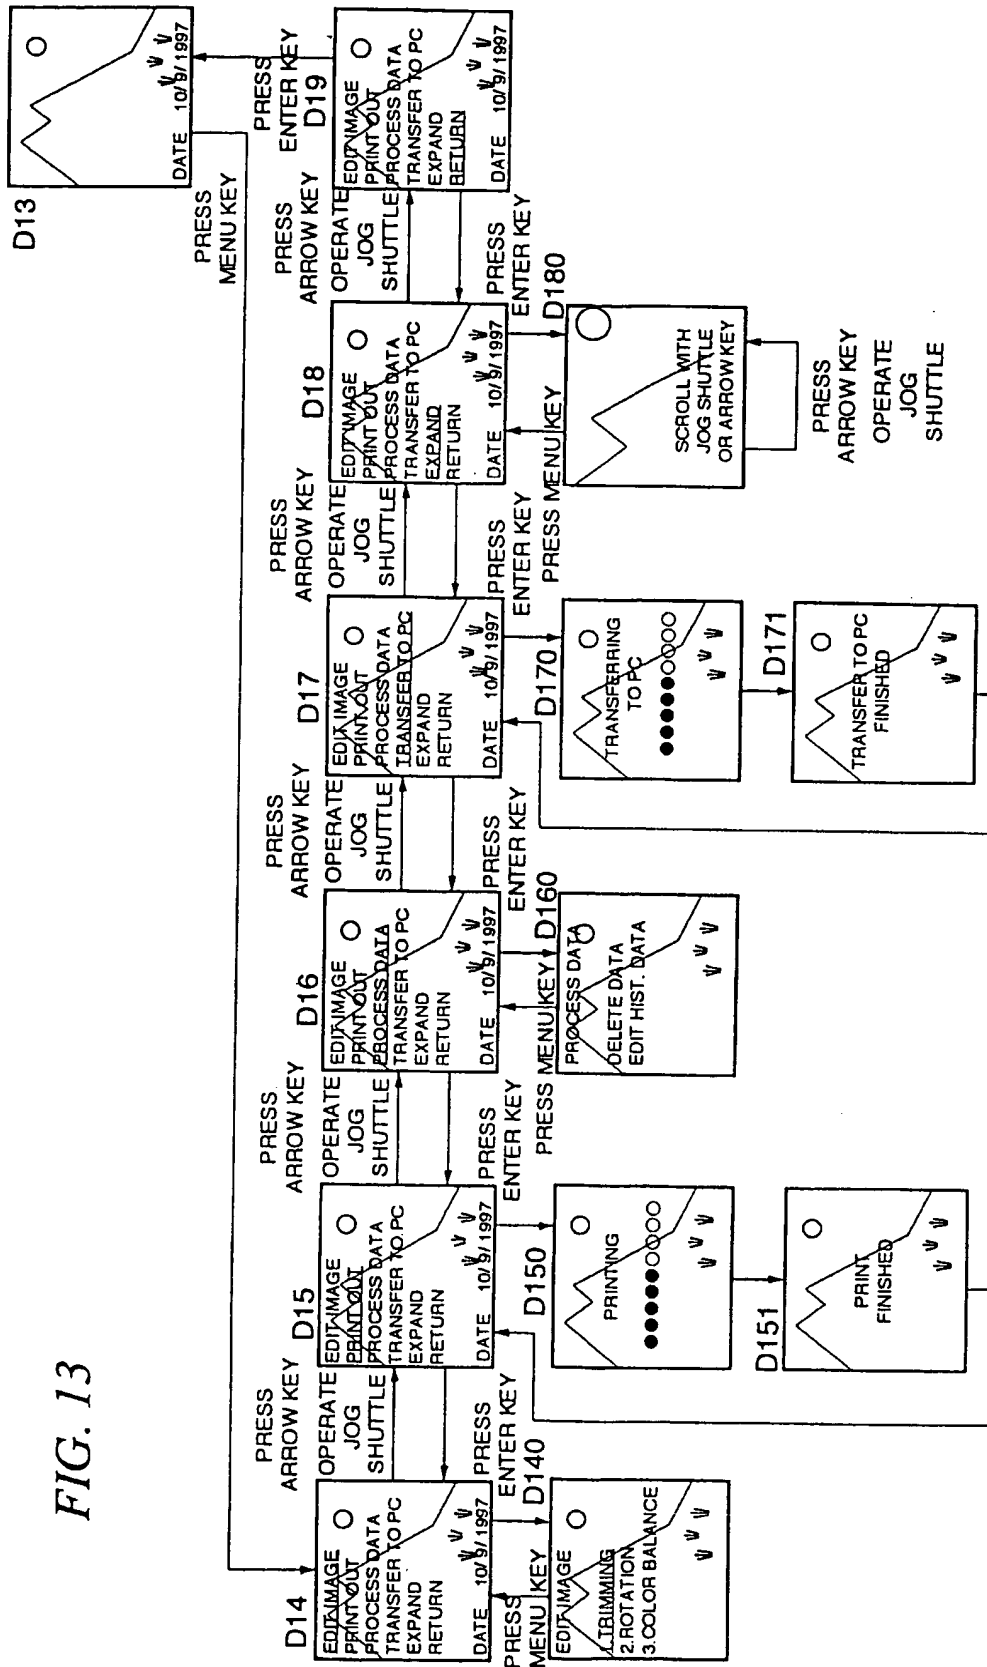 FIG. 13
D13
DATE 10/9/1997
PRESS
MENU KEY
PRESS
ENTER KEY
D14
EDIT IMAGE
PRINT OUT
PROCESS DATA
TRANSFER TO PC
EXPAND
RETURN
DATE 10/9/1997
PRESS
ARROW KEY
OPERATE
JOG
SHUTTLE
D15
EDIT IMAGE
PRINT OUT
PROCESS DATA
TRANSFER TO PC
EXPAND
RETURN
DATE 10/9/1997
PRESS
ARROW KEY
OPERATE
JOG
SHUTTLE
D16
EDIT IMAGE
PRINT OUT
PROCESS DATA
TRANSFER TO PC
EXPAND
RETURN
DATE 10/9/1997
PRESS
ARROW KEY
OPERATE
JOG
SHUTTLE
D17
EDIT IMAGE
PRINT OUT
PROCESS DATA
TRANSFER TO PC
EXPAND
RETURN
DATE 10/9/1997
PRESS
ARROW KEY
OPERATE
JOG
SHUTTLE
D18
EDIT IMAGE
PRINT OUT
PROCESS DATA
TRANSFER TO PC
EXPAND
RETURN
DATE 10/9/1997
PRESS
ARROW KEY
OPERATE
JOG
SHUTTLE
D19
EDIT IMAGE
PRINT OUT
PROCESS DATA
TRANSFER TO PC
EXPAND
RETURN
DATE 10/9/1997
PRESS
MENU KEY
PRESS
ENTER KEY
D140
EDIT IMAGE
1.TRIMMING
2.ROTATION
3.COLOR BALANCE
PRESS
ENTER KEY
D150
PRINTING
D151
PRINT
FINISHED
PRESS MENU KEY
PRESS
ENTER KEY
D160
PROCESS DATA
DELETE DATA
EDIT HIST. DATA
PRESS
ENTER KEY
D170
TRANSFERRING
TO PC
D171
TRANSFER TO PC
FINISHED
PRESS MENU KEY
PRESS
ENTER KEY
D180
SCROLL WITH
JOG SHUTTLE
OR ARROW KEY
PRESS
ARROW KEY
OPERATE
JOG
SHUTTLE